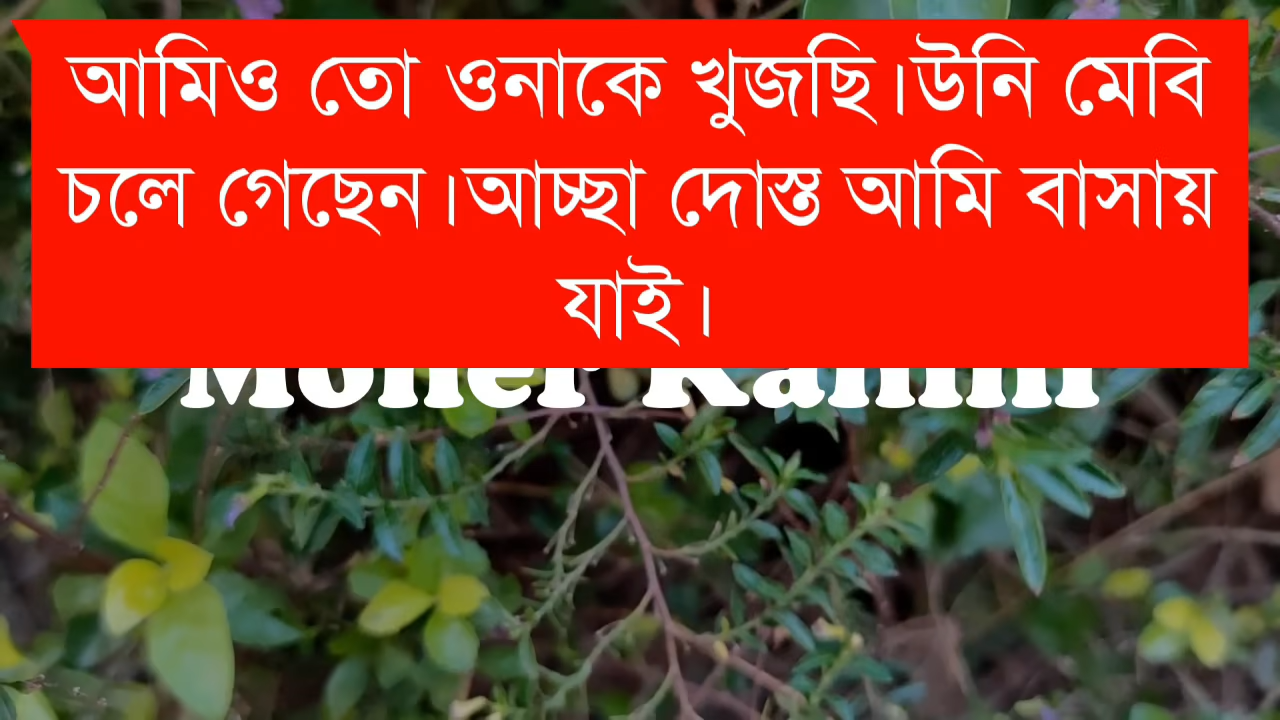 আমিও তো ওনাকে খুজছি।উনি মেবি
চলে গেছেন।আচ্ছা দোস্ত আমি বাসায়
যাই।